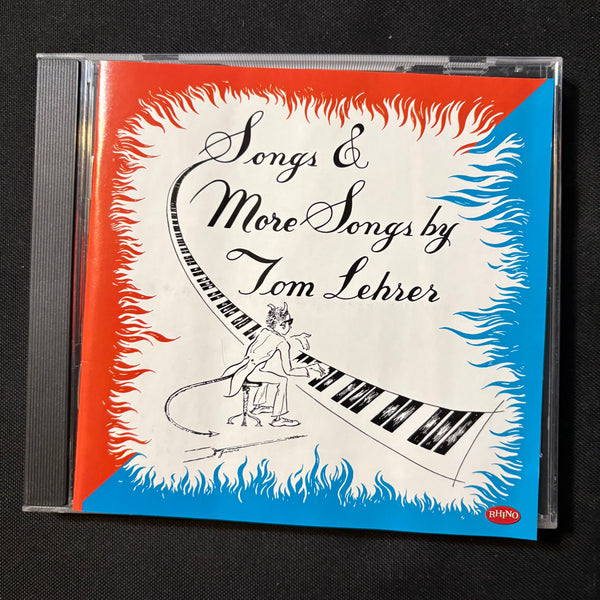 Songs &
More Songs by
Tom Lehrer
RHINO